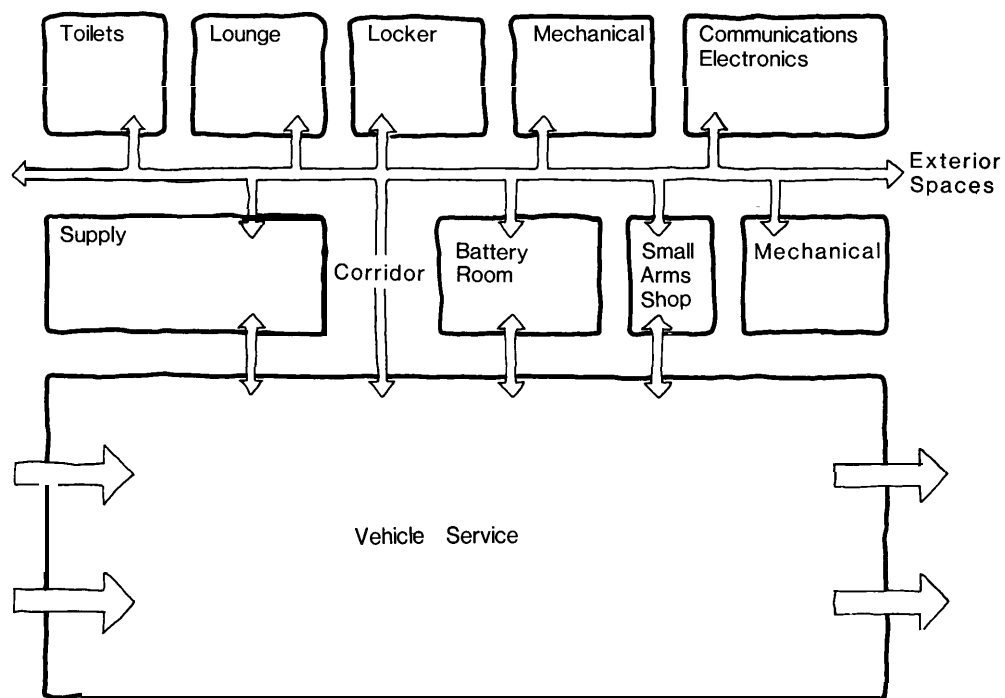 Toilets
Lounge
Locker
Mechanical
Communications
Electronics
Exterior
Spaces
Supply
Corridor
Battery
Room
Small
Arms
Shop
Mechanical
Vehicle Service